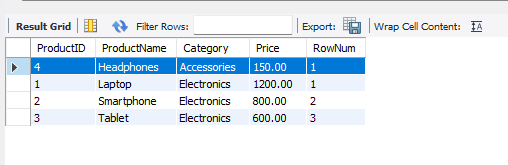 Result Grid Filter Rows: Export: Wrap Cell Content:
ProductID ProductName Category Price RowNum
4 Headphones Accessories 150.00 1
1 Laptop Electronics 1200.00 1
2 Smartphone Electronics 800.00 2
3 Tablet Electronics 600.00 3